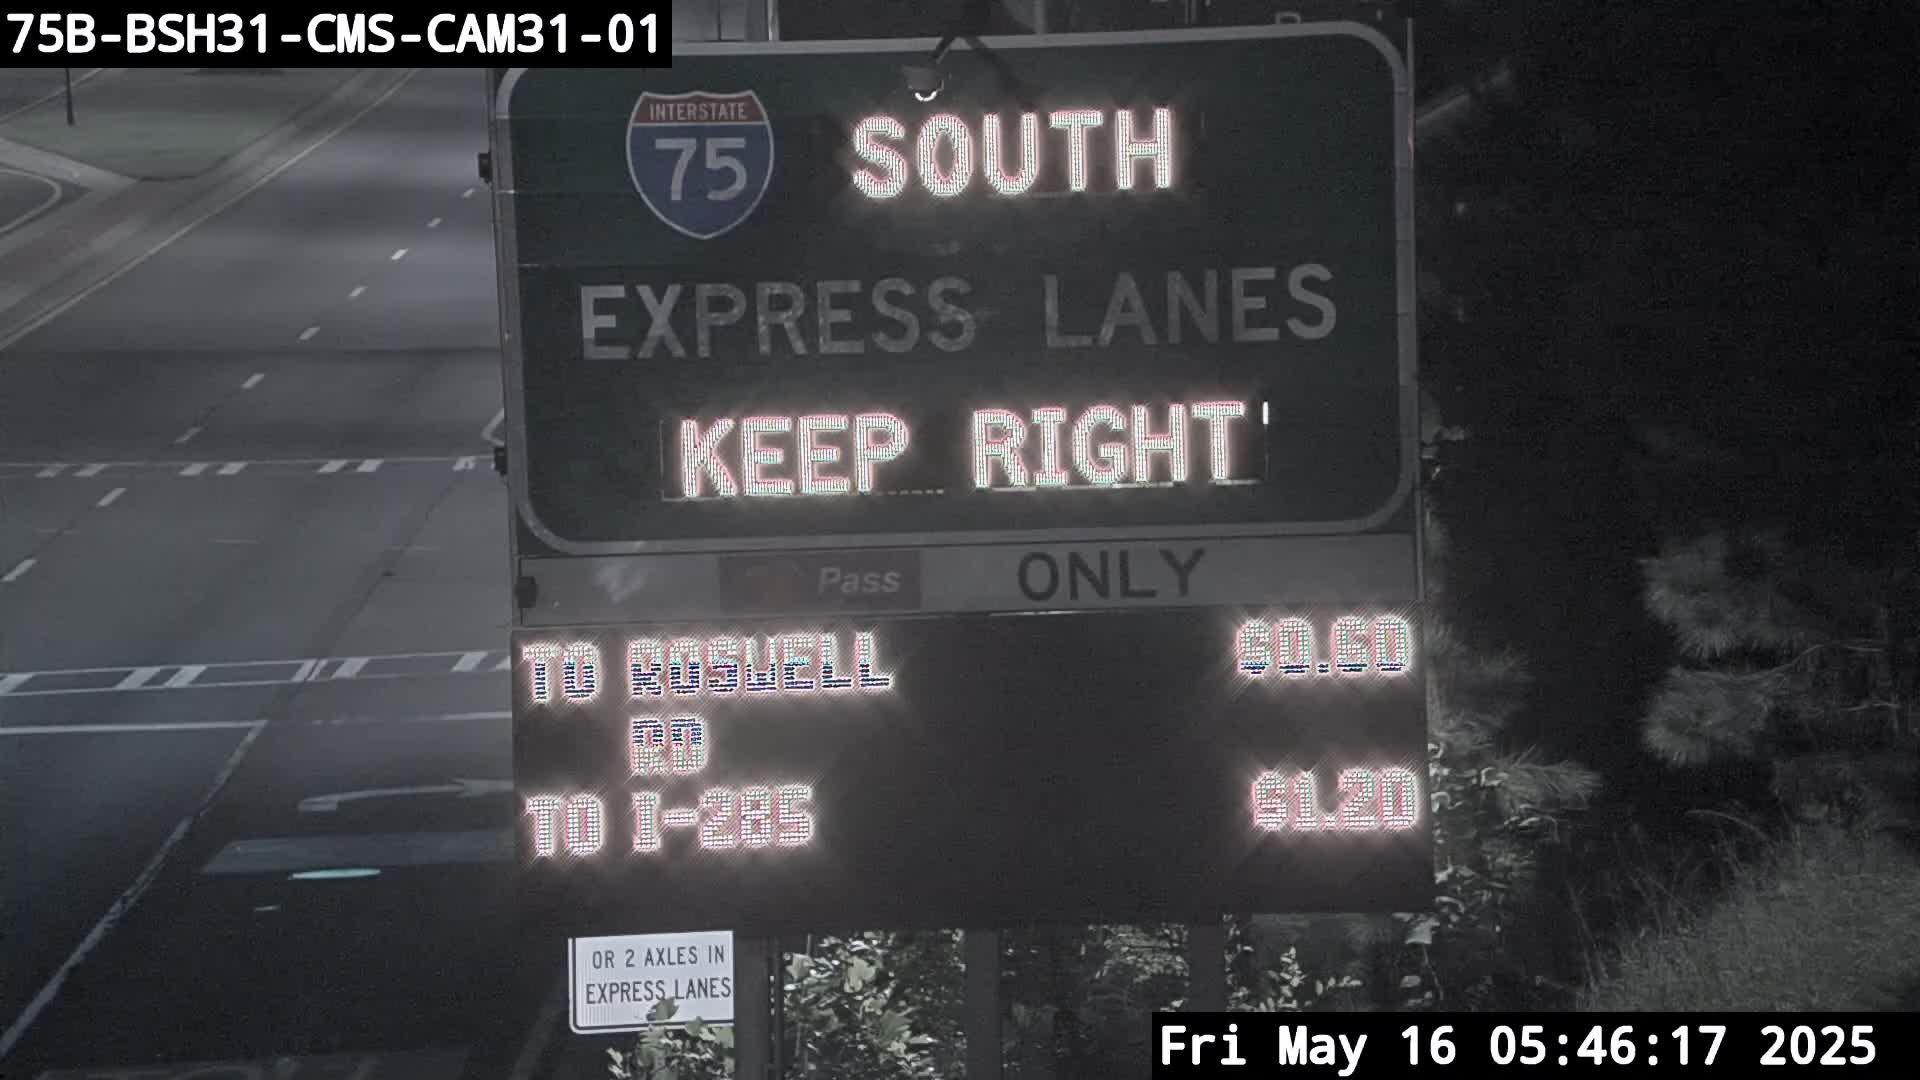 75B-BSH31-CMS-CAM31-01
INTERSTATE
75
SOUTH
EXPRESS LANES
KEEP RIGHT
Pass ONLY
TO ROSWELL $0.60
RD
TO I-285 $1.20
OR 2 AXLES IN
EXPRESS LANES
Fri May 16 05:46:17 2025